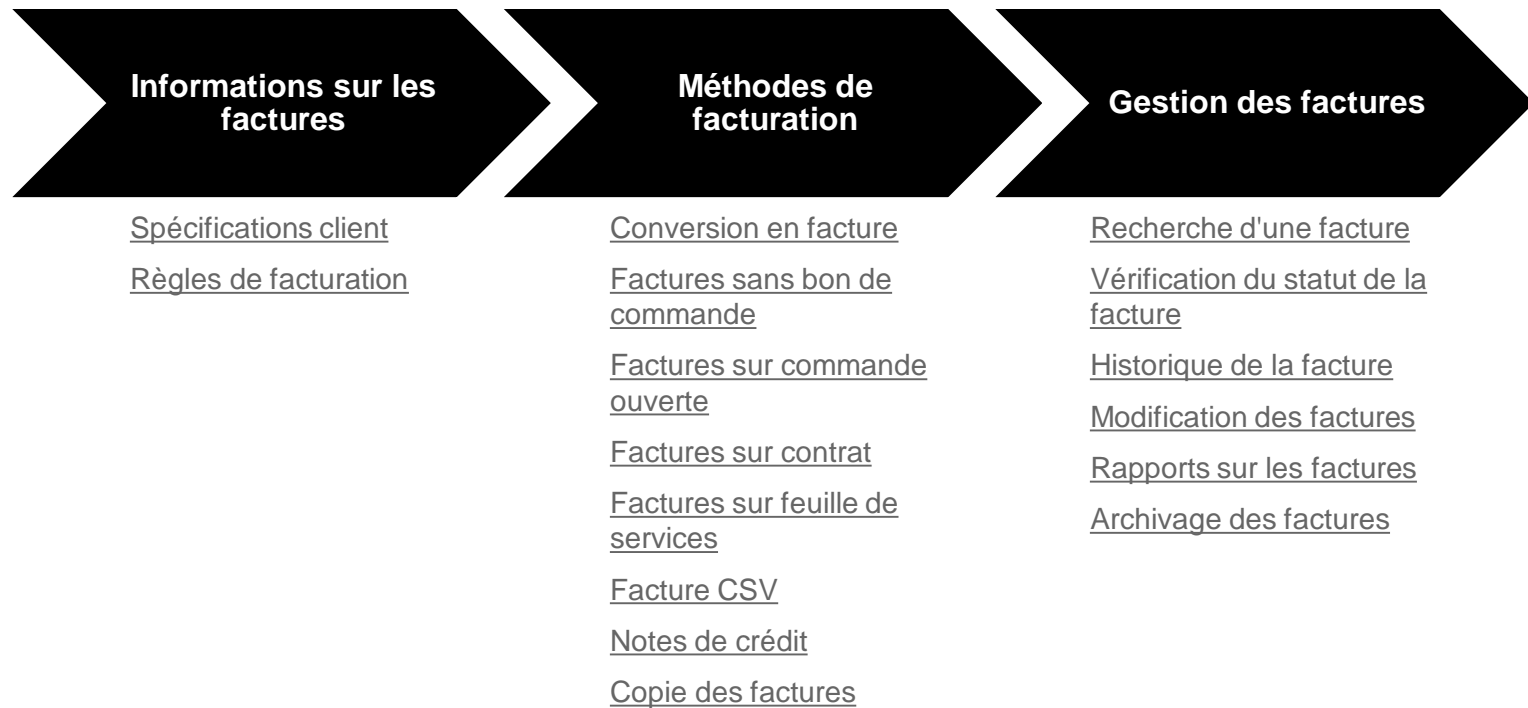 Informations sur les
factures
Spécifications client
Règles de facturation
Méthodes de
facturation
Conversion en facture
Factures sans bon de
commande
Factures sur commande
ouverte
Factures sur contrat
Factures sur feuille de
services
Facture CSV
Notes de crédit
Copie des factures
Gestion des factures
Recherche d'une facture
Vérification du statut de la
facture
Historique de la facture
Modification des factures
Rapports sur les factures
Archivage des factures